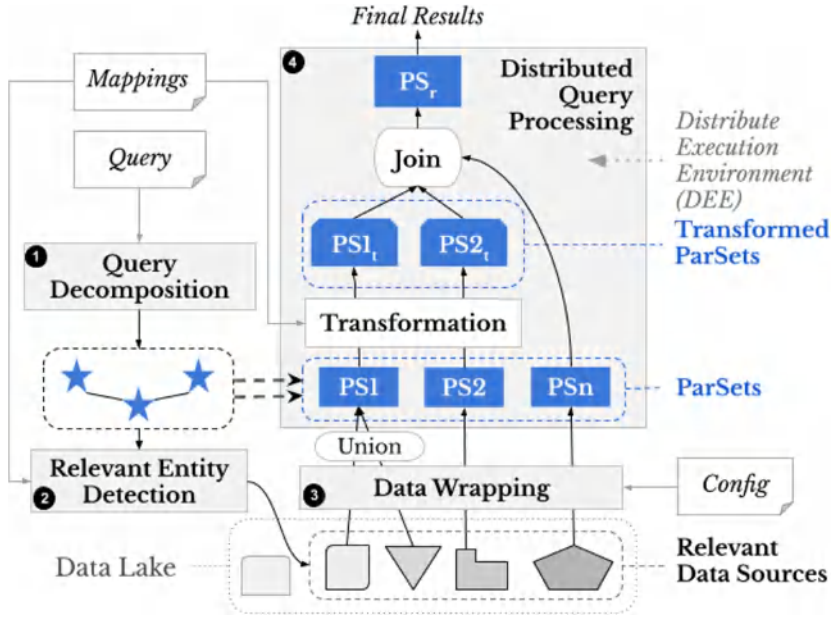 Final Results
Mappings
4
PSr
Distributed
Query
Processing
Query
Join
Distribute
Execution
Environment
(DEE)
1
Query
Decomposition
PS1t
PS2t
Transformed
ParSets
Transformation
PS1
PS2
PSn
ParSets
Union
Relevant Entity
Detection
2
3
Data Wrapping
Config
Data Lake
Relevant
Data Sources